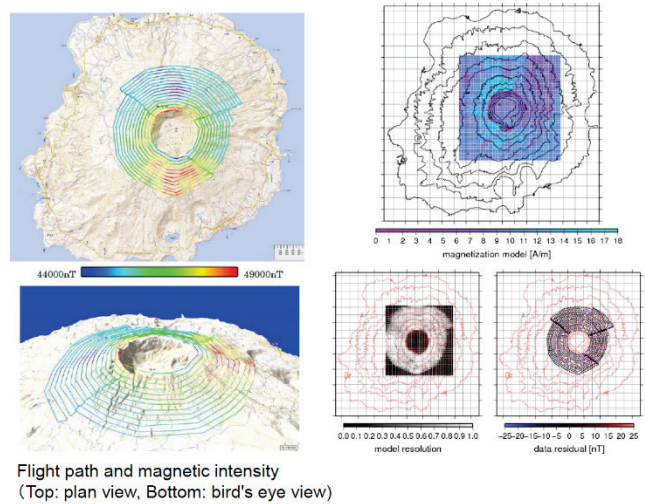 44000nT 49000nT
0 1 2 3 4 5 6 7 8 9 10 11 12 13 14 15 16 17 18
magnetization model [A/m]
0.0 0.1 0.2 0.3 0.4 0.5 0.6 0.7 0.8 0.9 1.0
model resolution
−25 −20 −15 −10 −5 0 5 10 15 20 25
data residual [nT]
Flight path and magnetic intensity
（Top: plan view, Bottom: bird's eye view)